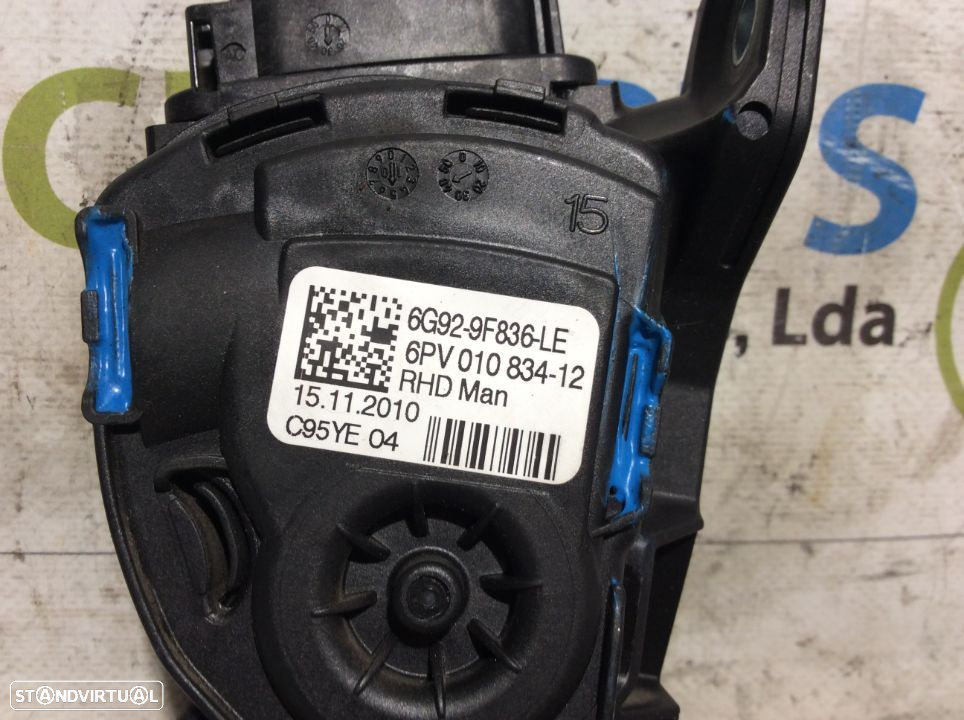 15
6G92-9F836-LE
6PV 010 834-12
RHD Man
15.11.2010
C95YE 04
, Lda
STANDVIRTUAL